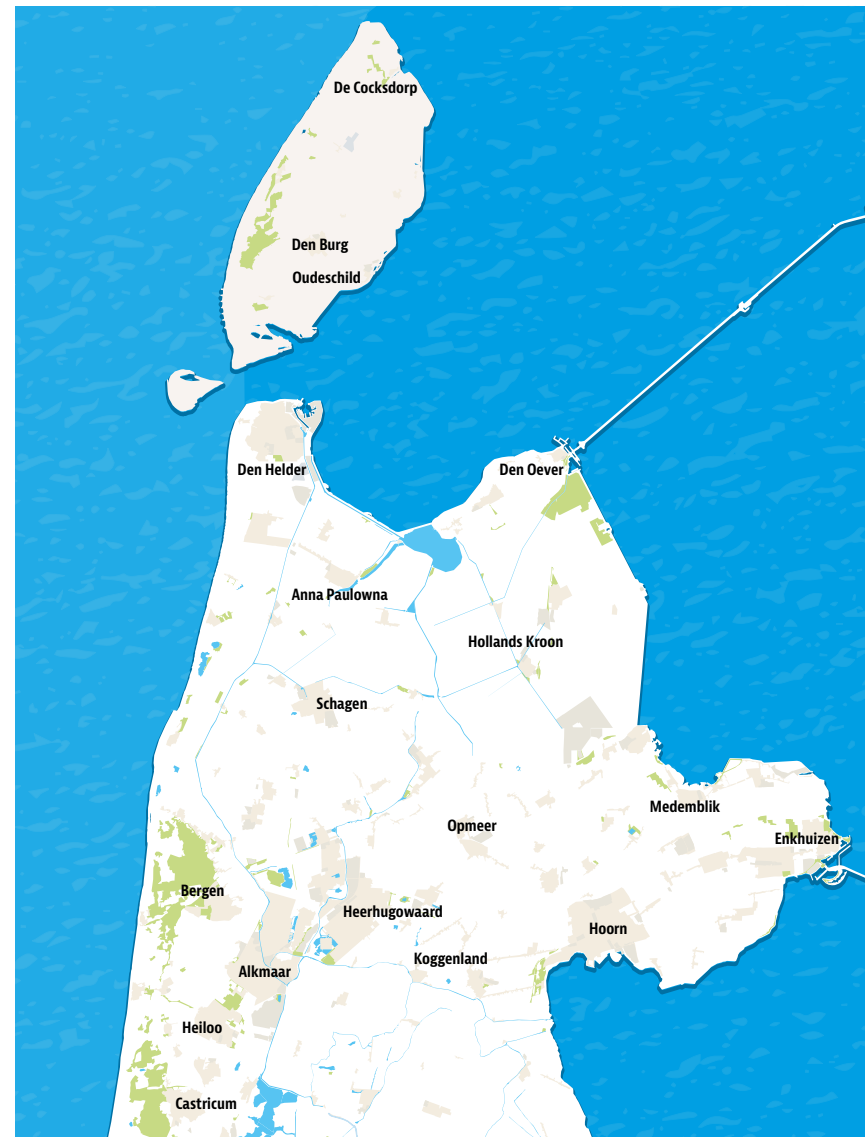 De Cocksdorp
Den Burg
Oudeschild
Den Helder
Den Oever
Anna Paulowna
Hollands Kroon
Schagen
Medemblik
Opmeer
Enkhuizen
Bergen
Heerhugowaard
Hoorn
Koggenland
Alkmaar
Heiloo
Castricum